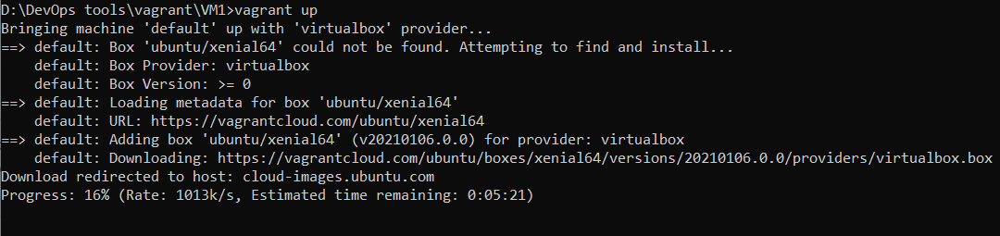 D:\DevOps tools\vagrant\VM1>vagrant up
Bringing machine 'default' up with 'virtualbox' provider...
==> default: Box 'ubuntu/xenial64' could not be found. Attempting to find and install...
    default: Box Provider: virtualbox
    default: Box Version: >= 0
==> default: Loading metadata for box 'ubuntu/xenial64'
    default: URL: https://vagrantcloud.com/ubuntu/xenial64
==> default: Adding box 'ubuntu/xenial64' (v20210106.0.0) for provider: virtualbox
    default: Downloading: https://vagrantcloud.com/ubuntu/boxes/xenial64/versions/20210106.0.0/providers/virtualbox.box
Download redirected to host: cloud-images.ubuntu.com
Progress: 16% (Rate: 1013k/s, Estimated time remaining: 0:05:21)